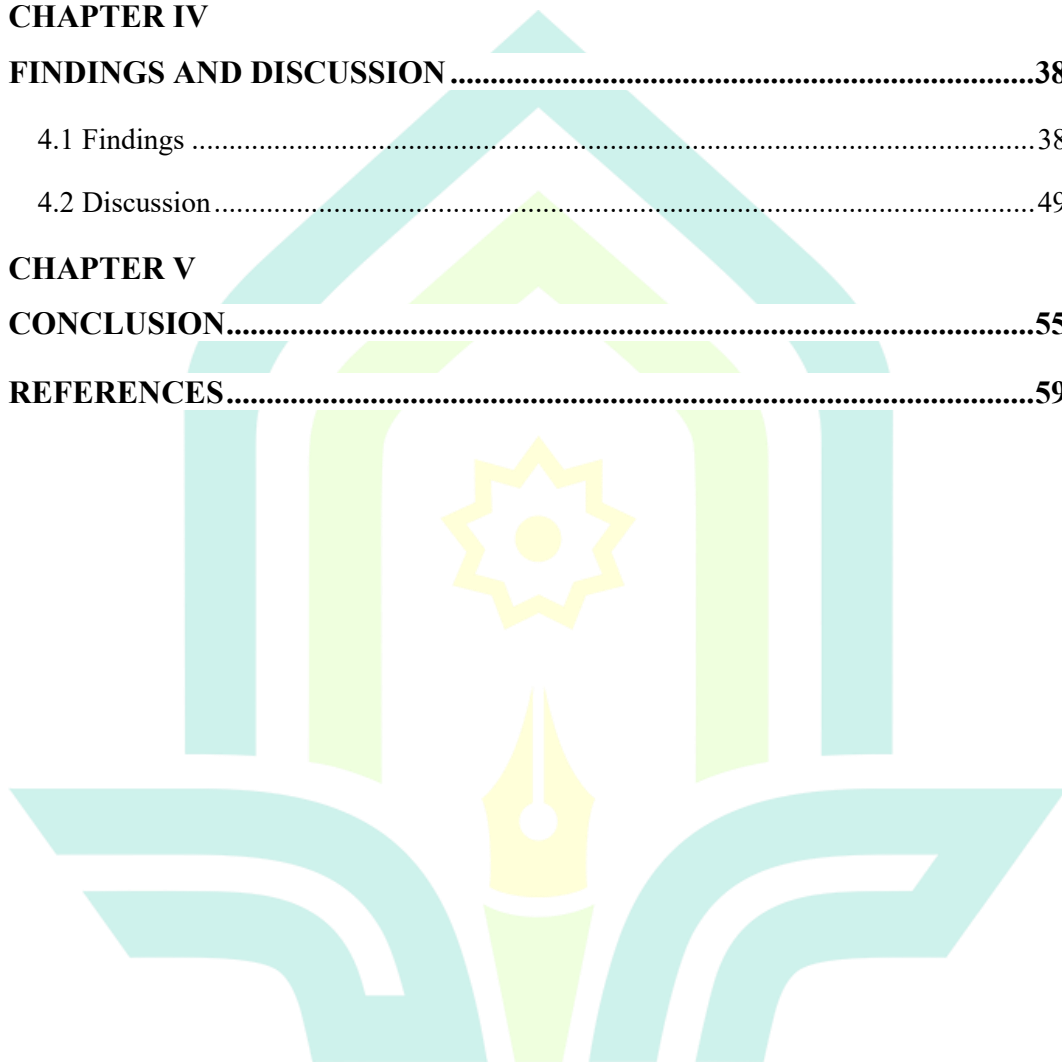 CHAPTER IV
FINDINGS AND DISCUSSION....................................................................................38
4.1 Findings ....................................................................................................................38
4.2 Discussion.................................................................................................................49
CHAPTER V
CONCLUSION..............................................................................................................55
REFERENCES..............................................................................................................59